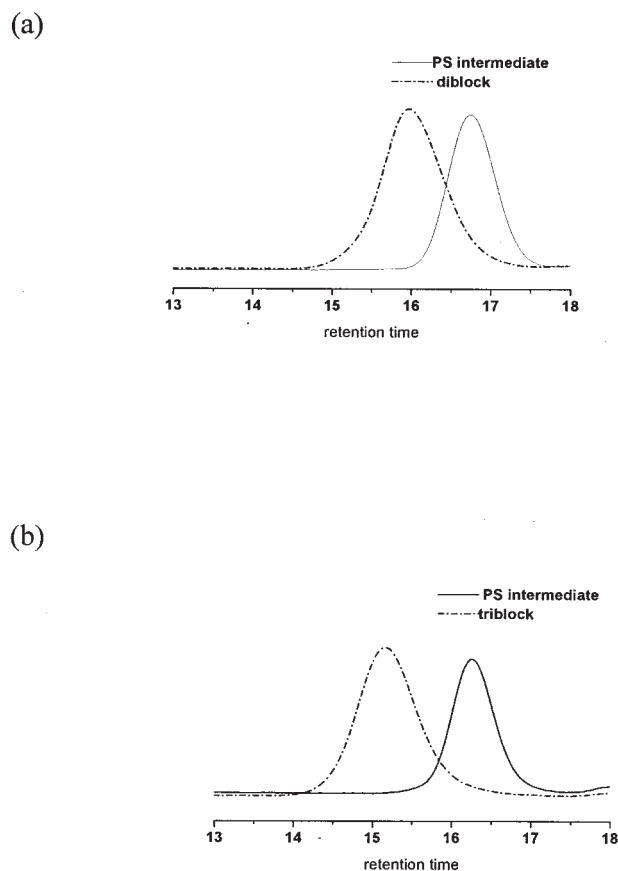 (a)
PS intermediate
diblock
13 14 15 16 17 18
retention time
(b)
PS intermediate
triblock
13 14 15 16 17 18
retention time